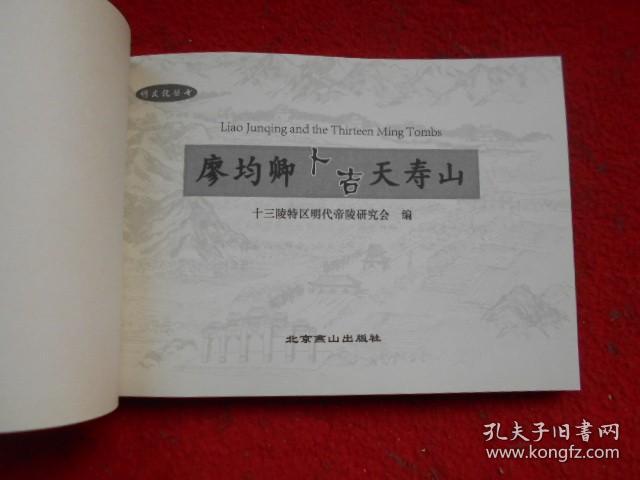 明文化丛书
Liao Junqing and the Thirteen Ming Tombs
廖均卿卜吉天寿山
十三陵特区明代帝陵研究会 编
北京燕山出版社
孔夫子旧书网
www.kongfz.com